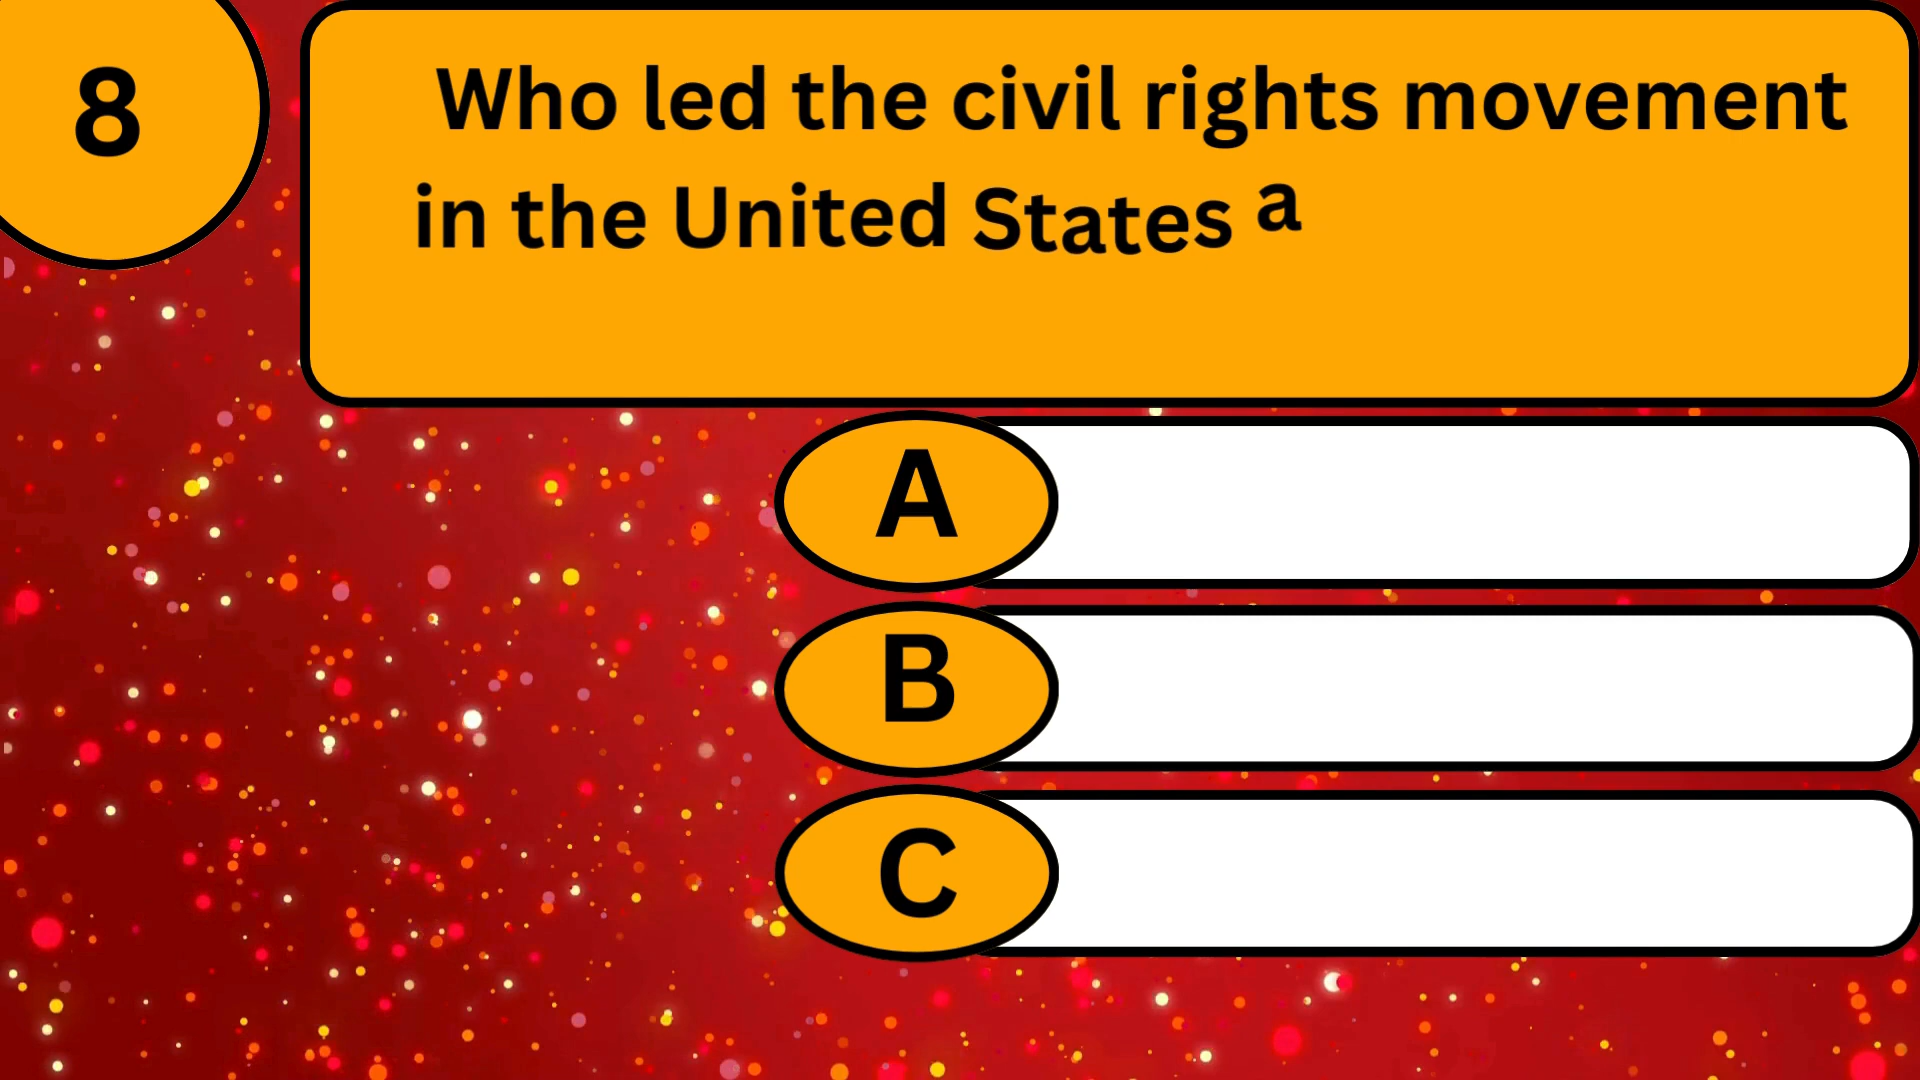 8
Who led the civil rights movement
in the United States a
A
B
C